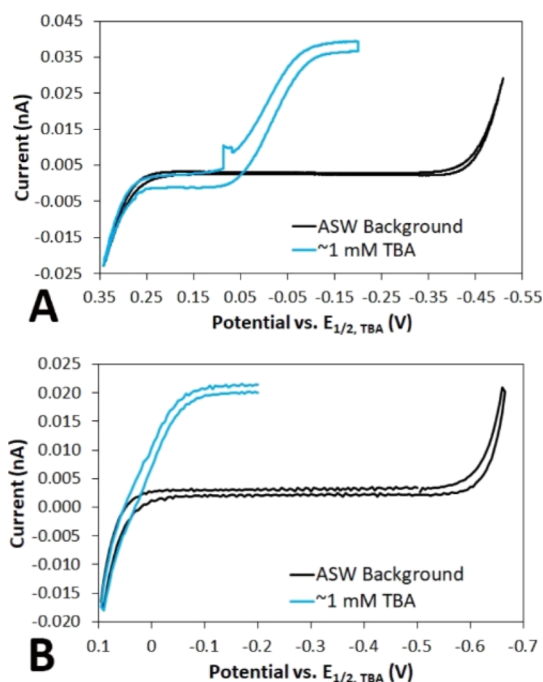 0.045
0.035
0.025
0.015
0.005
-0.005
-0.015
-0.025
Current (nA)
ASW Background
~1 mM TBA
0.35 0.25 0.15 0.05 -0.05 -0.15 -0.25 -0.35 -0.45 -0.55
A
Potential vs. E1/2, TBA (V)
0.025
0.020
0.015
0.010
0.005
0.000
-0.005
-0.010
-0.015
-0.020
Current (nA)
ASW Background
~1 mM TBA
0.1 0 -0.1 -0.2 -0.3 -0.4 -0.5 -0.6 -0.7
B
Potential vs. E1/2, TBA (V)